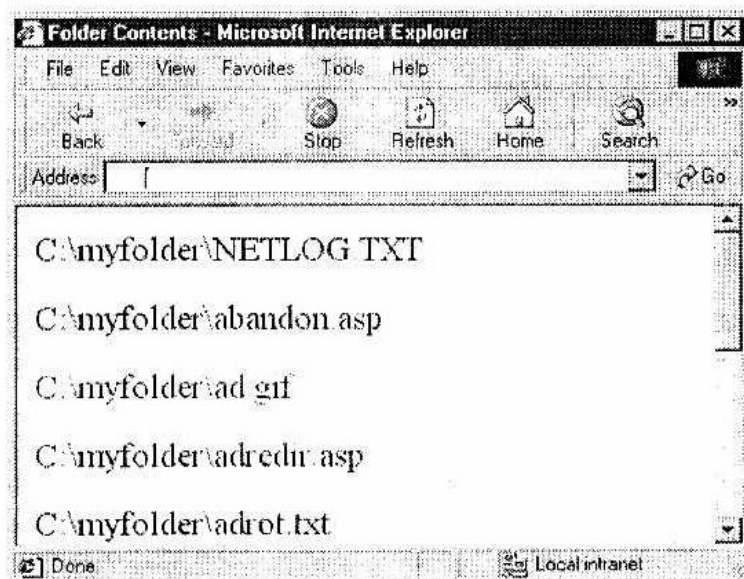 Folder Contents - Microsoft Internet Explorer
File Edit View Favorites Tools Help
Back Stop Refresh Home Search »
Address Go
C:\myfolder\NETLOG TXT
C:\myfolder\abandon.asp
C:\myfolder\ad gif
C:\myfolder\adredir.asp
C:\myfolder\adrot.txt
Done Local intranet